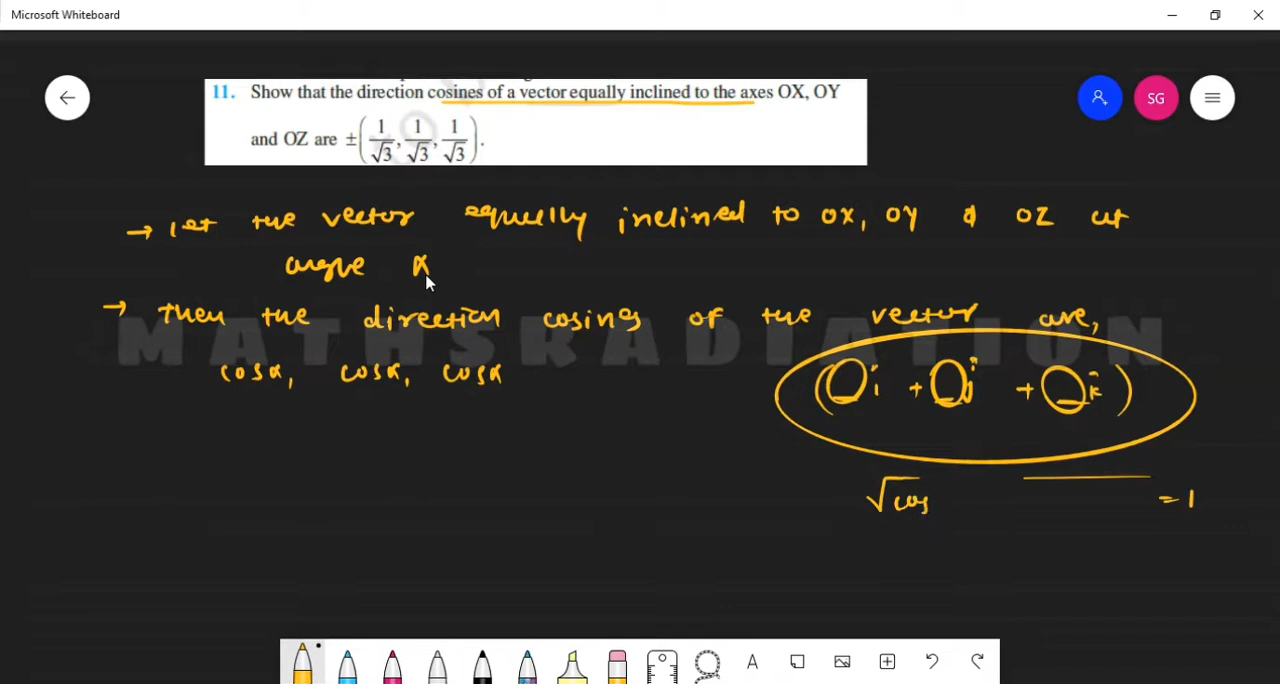 Microsoft Whiteboard
11. Show that the direction cosines of a vector equally inclined to the axes OX, OY
and OZ are ±(1/√3, 1/√3, 1/√3).
SG
→ let the vector equally inclined to OX, OY & OZ at
angle α
→ then the direction cosines of the vector are,
MATHSRADIATION
cosα, cosα, cosα
( i + j + k )
√cos = 1
A